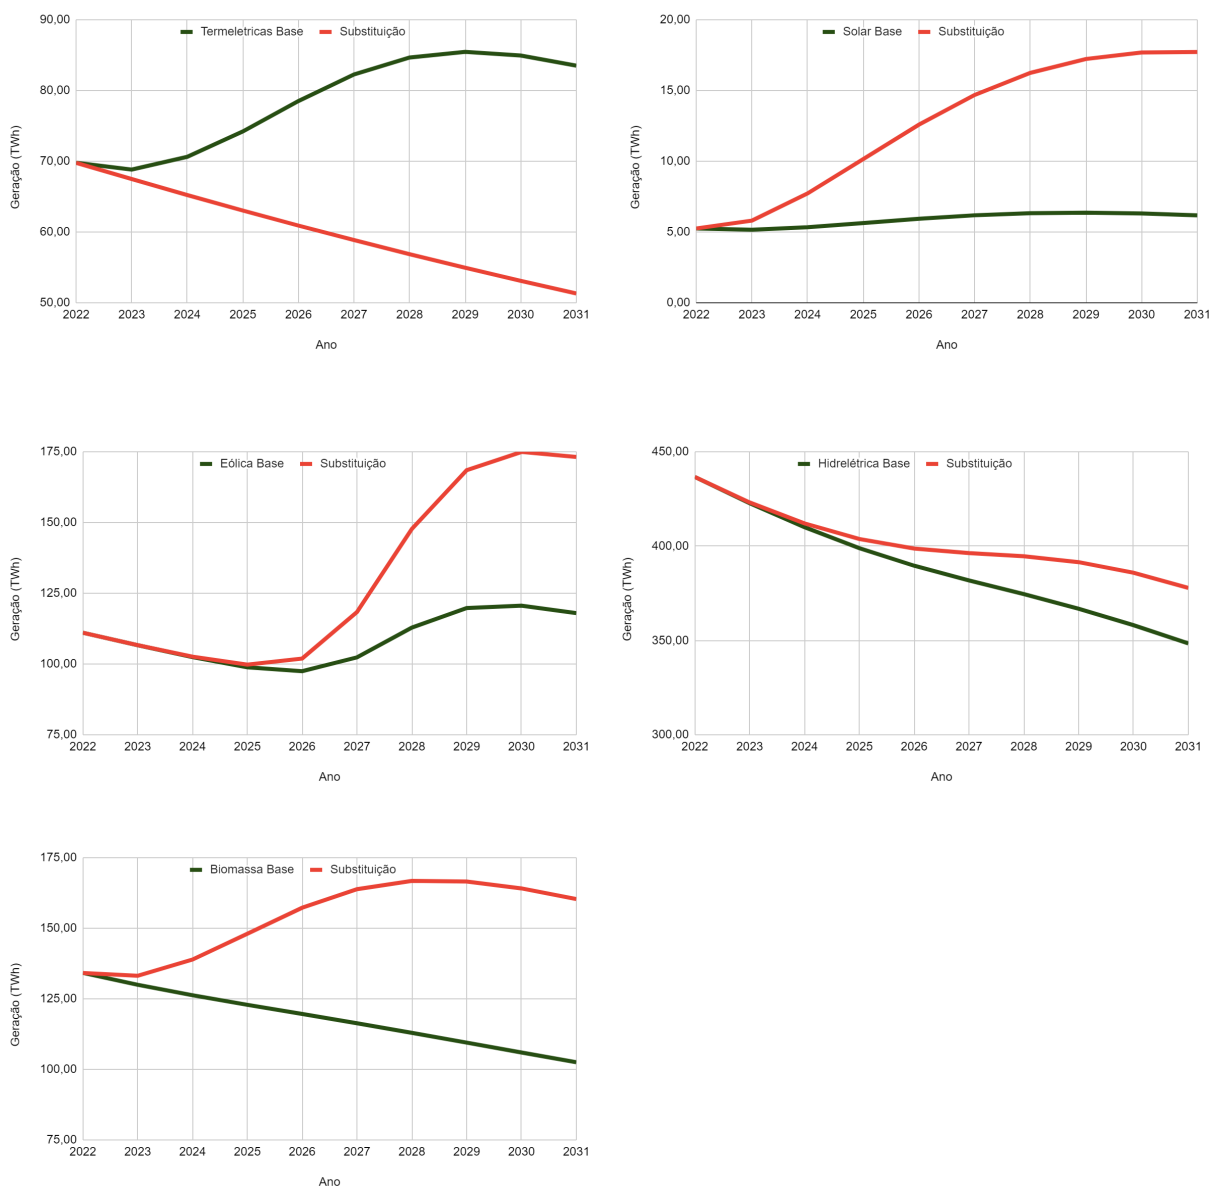 90,00
80,00
70,00
60,00
50,00
Geração (TWh)
Termeletricas Base Substituição
2022 2023 2024 2025 2026 2027 2028 2029 2030 2031
Ano
20,00
15,00
10,00
5,00
0,00
Geração (TWh)
Solar Base Substituição
2022 2023 2024 2025 2026 2027 2028 2029 2030 2031
Ano
175,00
150,00
125,00
100,00
75,00
Geração (TWh)
Eólica Base Substituição
2022 2023 2024 2025 2026 2027 2028 2029 2030 2031
Ano
450,00
400,00
350,00
300,00
Geração (TWh)
Hidrelétrica Base Substituição
2022 2023 2024 2025 2026 2027 2028 2029 2030 2031
Ano
175,00
150,00
125,00
100,00
75,00
Geração (TWh)
Biomassa Base Substituição
2022 2023 2024 2025 2026 2027 2028 2029 2030 2031
Ano